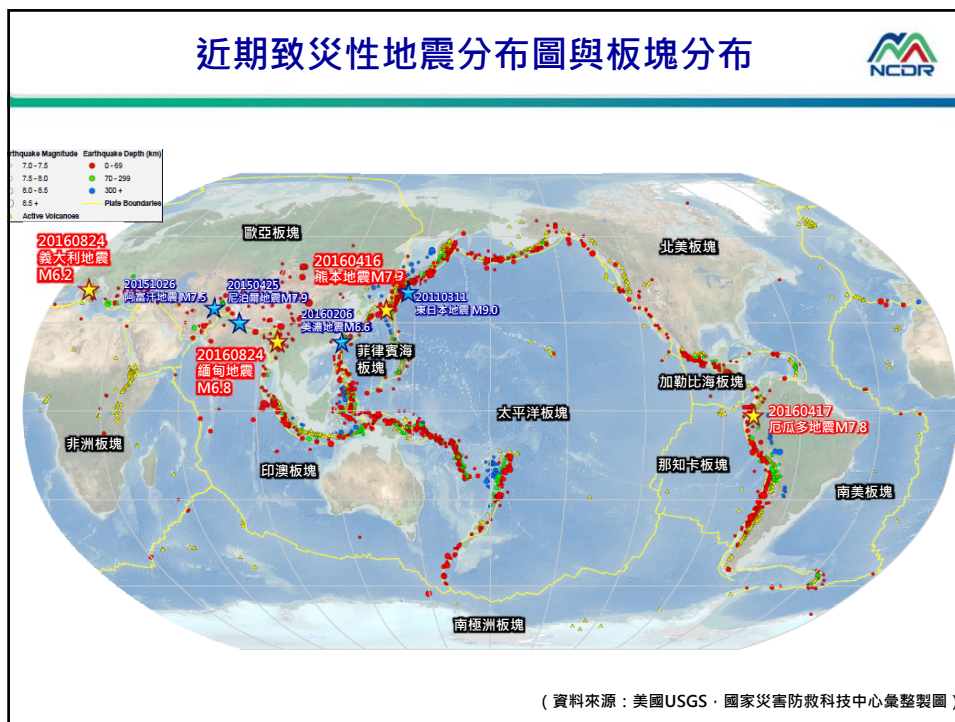 近期致災性地震分布圖與板塊分布
NCDR
rthquake Magnitude
7.0 - 7.5
7.5 - 8.0
8.0 - 8.5
8.5 +
Active Volcanoes
Earthquake Depth (km)
0 - 69
70 - 299
300 +
Plate Boundaries
歐亞板塊
北美板塊
20160824
義大利地震
M6.2
20160416
熊本地震M7.3
20151026
阿富汗地震 M7.5
20150425
尼泊爾地震M7.9
20110311
東日本地震 M9.0
20160206
美濃地震M6.6
20160824
緬甸地震
M6.8
菲律賓海
板塊
加勒比海板塊
太平洋板塊
20160417
厄瓜多地震M7.8
非洲板塊
印澳板塊
那知卡板塊
南美板塊
南極洲板塊
(資料來源：美國USGS，國家災害防救科技中心彙整製圖)